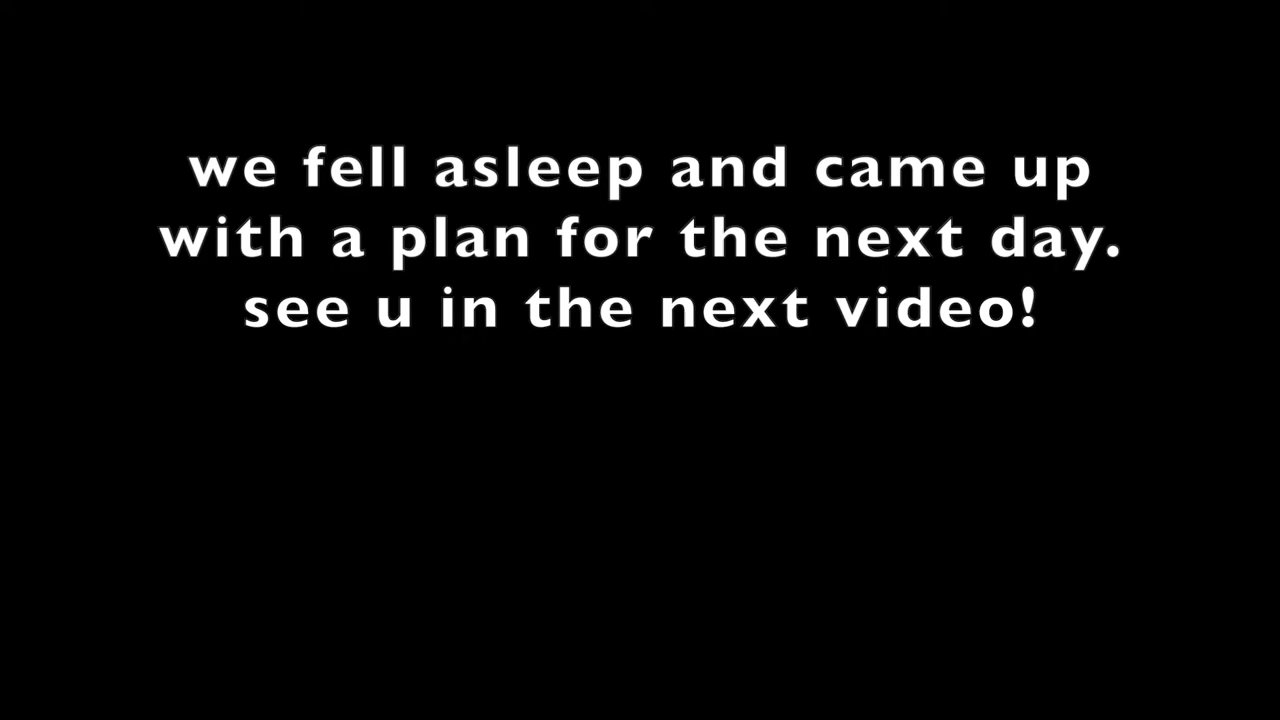 we fell asleep and came up
with a plan for the next day.
see u in the next video!